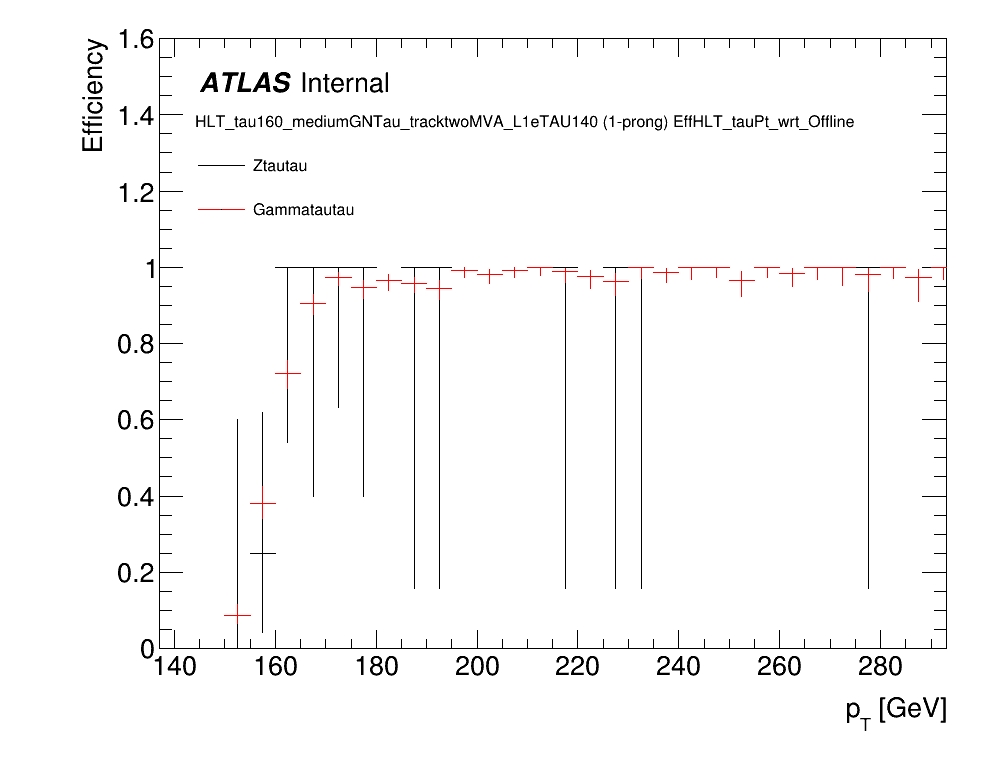 Efficiency
1.6
1.4
1.2
1
0.8
0.6
0.4
0.2
0
ATLAS Internal
HLT_tau160_mediumGNTau_tracktwoMVA_L1eTAU140 (1-prong) EffHLT_tauPt_wrt_Offline
Ztautau
Gammatautau
140 160 180 200 220 240 260 280
p_T [GeV]